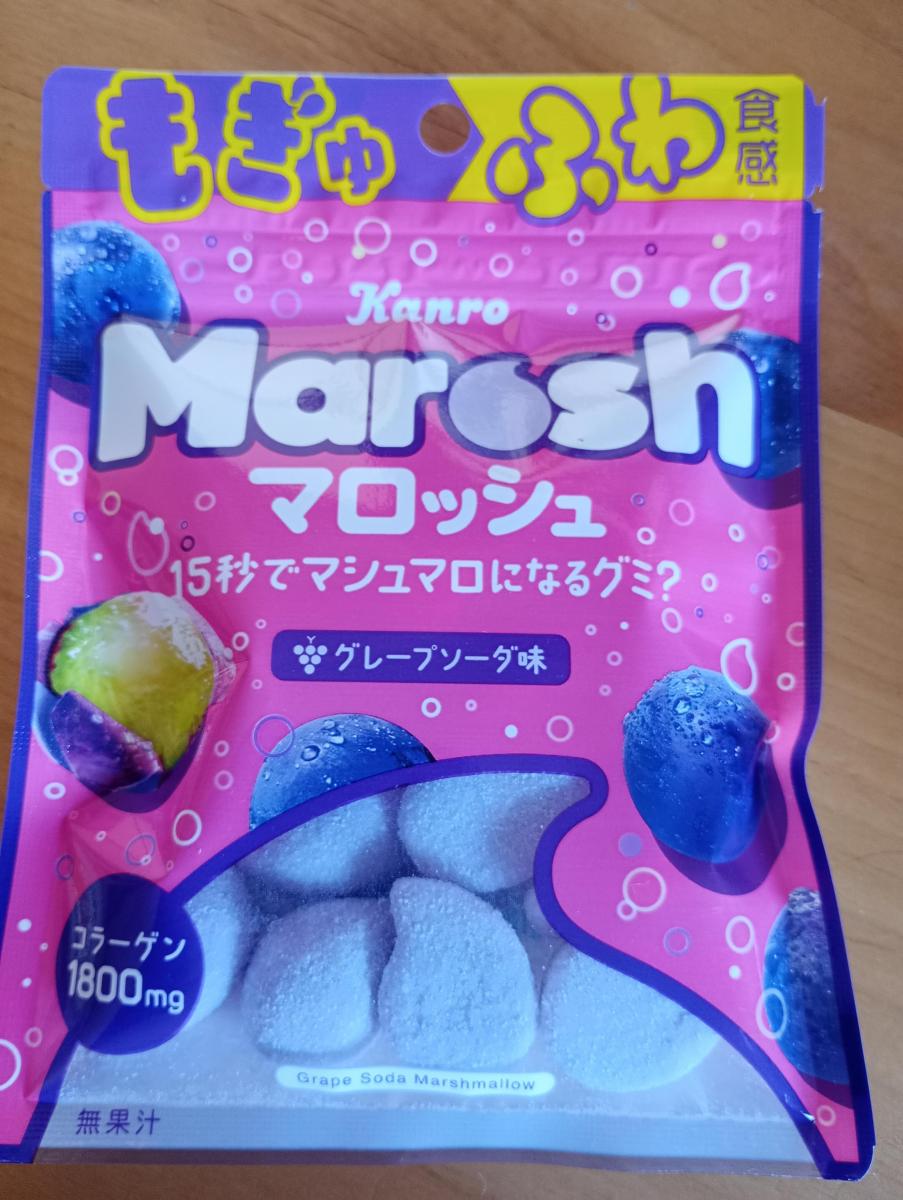 もぎゅ ふわ 食感
Kanro
Marosh
マロッシュ
15秒でマシュマロになるグミ?
グレープソーダ味
コラーゲン
1800mg
Grape Soda Marshmallow
無果汁